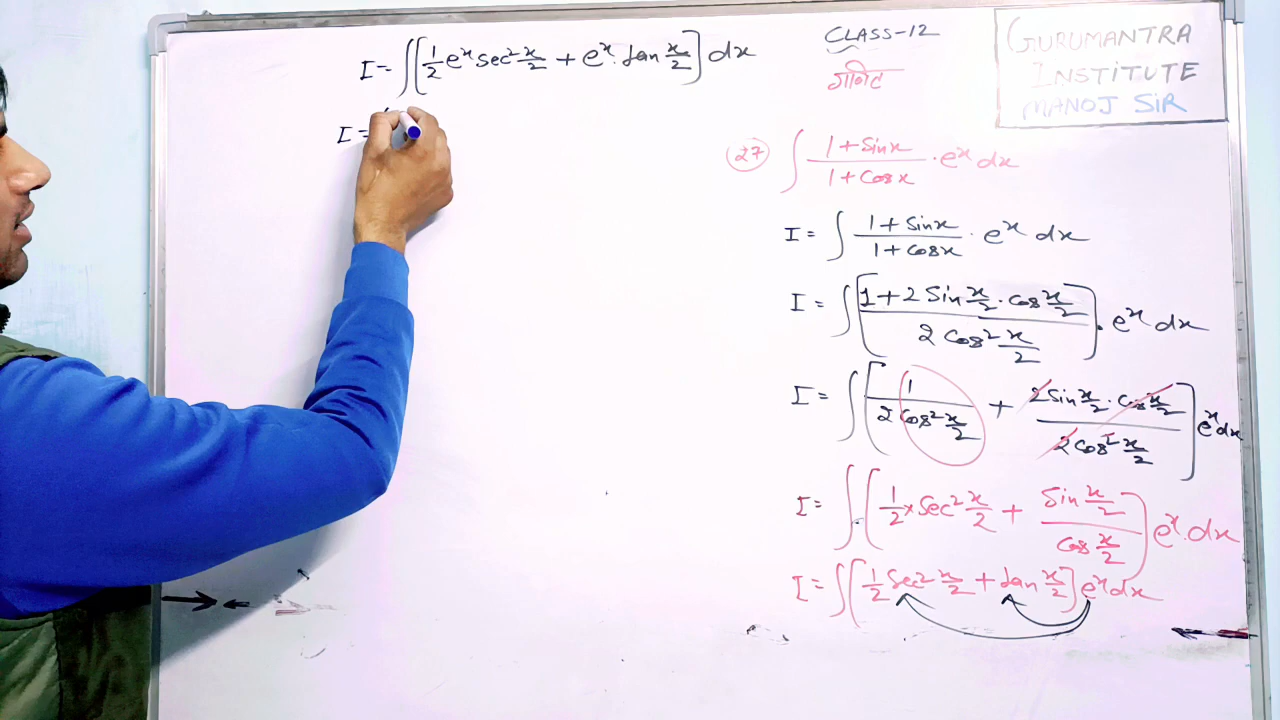 I = ∫[1/2 eˣ sec² x/2 + eˣ. tan x/2] dx
I =
CLASS-12
गणित
GURUMANTRA
INSTITUTE
MANOJ SIR
27 ∫ 1+Sinx/1+Cosx . eˣ dx
I = ∫ 1+Sinx/1+Cosx . eˣ dx
I = ∫[1+2 Sin x/2 . Cos x/2 / 2 Cos² x/2] . eˣ dx
I = ∫[1/2 Cos² x/2 + 2 Sin x/2 . Cos x/2 / 2 Cos² x/2] eˣ dx
I = ∫[1/2 × Sec² x/2 + Sin x/2 / Cos x/2] eˣ. dx
I = ∫[1/2 Sec² x/2 + tan x/2] eˣ dx